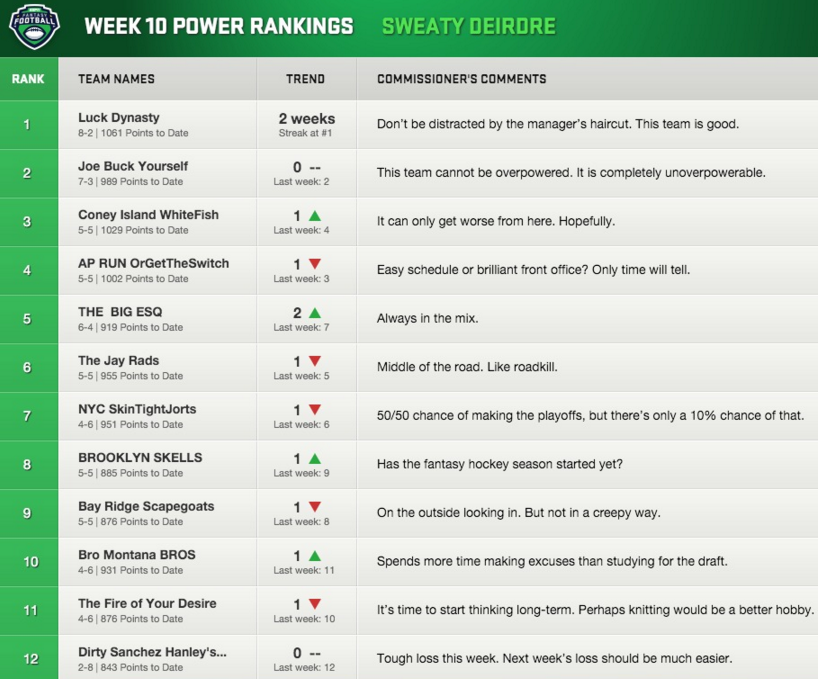 FANTASY
FOOTBALL
WEEK 10 POWER RANKINGS SWEATY DEIRDRE
RANK TEAM NAMES TREND COMMISSIONER'S COMMENTS
1 Luck Dynasty 2 weeks Don't be distracted by the manager's haircut. This team is good.
8-2 | 1061 Points to Date Streak at #1
2 Joe Buck Yourself 0 -- This team cannot be overpowered. It is completely unoverpowerable.
7-3 | 989 Points to Date Last week: 2
3 Coney Island WhiteFish 1 ▲ It can only get worse from here. Hopefully.
5-5 | 1029 Points to Date Last week: 4
4 AP RUN OrGetTheSwitch 1 ▼ Easy schedule or brilliant front office? Only time will tell.
5-5 | 1002 Points to Date Last week: 3
5 THE BIG ESQ 2 ▲ Always in the mix.
6-4 | 919 Points to Date Last week: 7
6 The Jay Rads 1 ▼ Middle of the road. Like roadkill.
5-5 | 955 Points to Date Last week: 5
7 NYC SkinTightJorts 1 ▼ 50/50 chance of making the playoffs, but there's only a 10% chance of that.
4-6 | 951 Points to Date Last week: 6
8 BROOKLYN SKELLS 1 ▲ Has the fantasy hockey season started yet?
5-5 | 885 Points to Date Last week: 9
9 Bay Ridge Scapegoats 1 ▼ On the outside looking in. But not in a creepy way.
5-5 | 876 Points to Date Last week: 8
10 Bro Montana BROS 1 ▲ Spends more time making excuses than studying for the draft.
4-6 | 931 Points to Date Last week: 11
11 The Fire of Your Desire 1 ▼ It's time to start thinking long-term. Perhaps knitting would be a better hobby.
4-6 | 876 Points to Date Last week: 10
12 Dirty Sanchez Hanley's... 0 -- Tough loss this week. Next week's loss should be much easier.
2-8 | 843 Points to Date Last week: 12